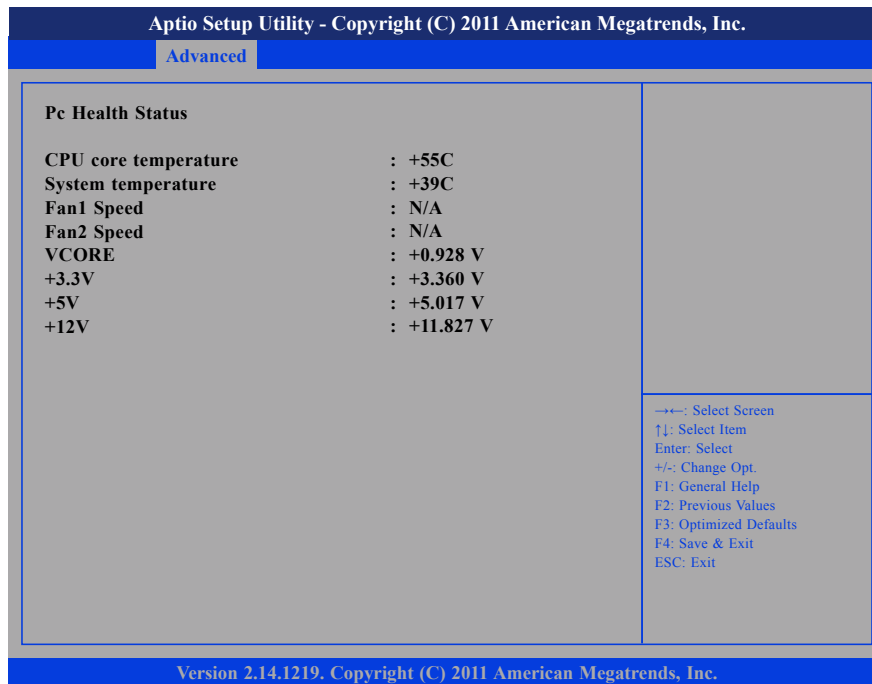 Aptio Setup Utility - Copyright (C) 2011 American Megatrends, Inc.
Advanced
Pc Health Status
CPU core temperature : +55C
System temperature : +39C
Fan1 Speed : N/A
Fan2 Speed : N/A
VCORE : +0.928 V
+3.3V : +3.360 V
+5V : +5.017 V
+12V : +11.827 V
→←: Select Screen
↑↓: Select Item
Enter: Select
+/-: Change Opt.
F1: General Help
F2: Previous Values
F3: Optimized Defaults
F4: Save & Exit
ESC: Exit
Version 2.14.1219. Copyright (C) 2011 American Megatrends, Inc.